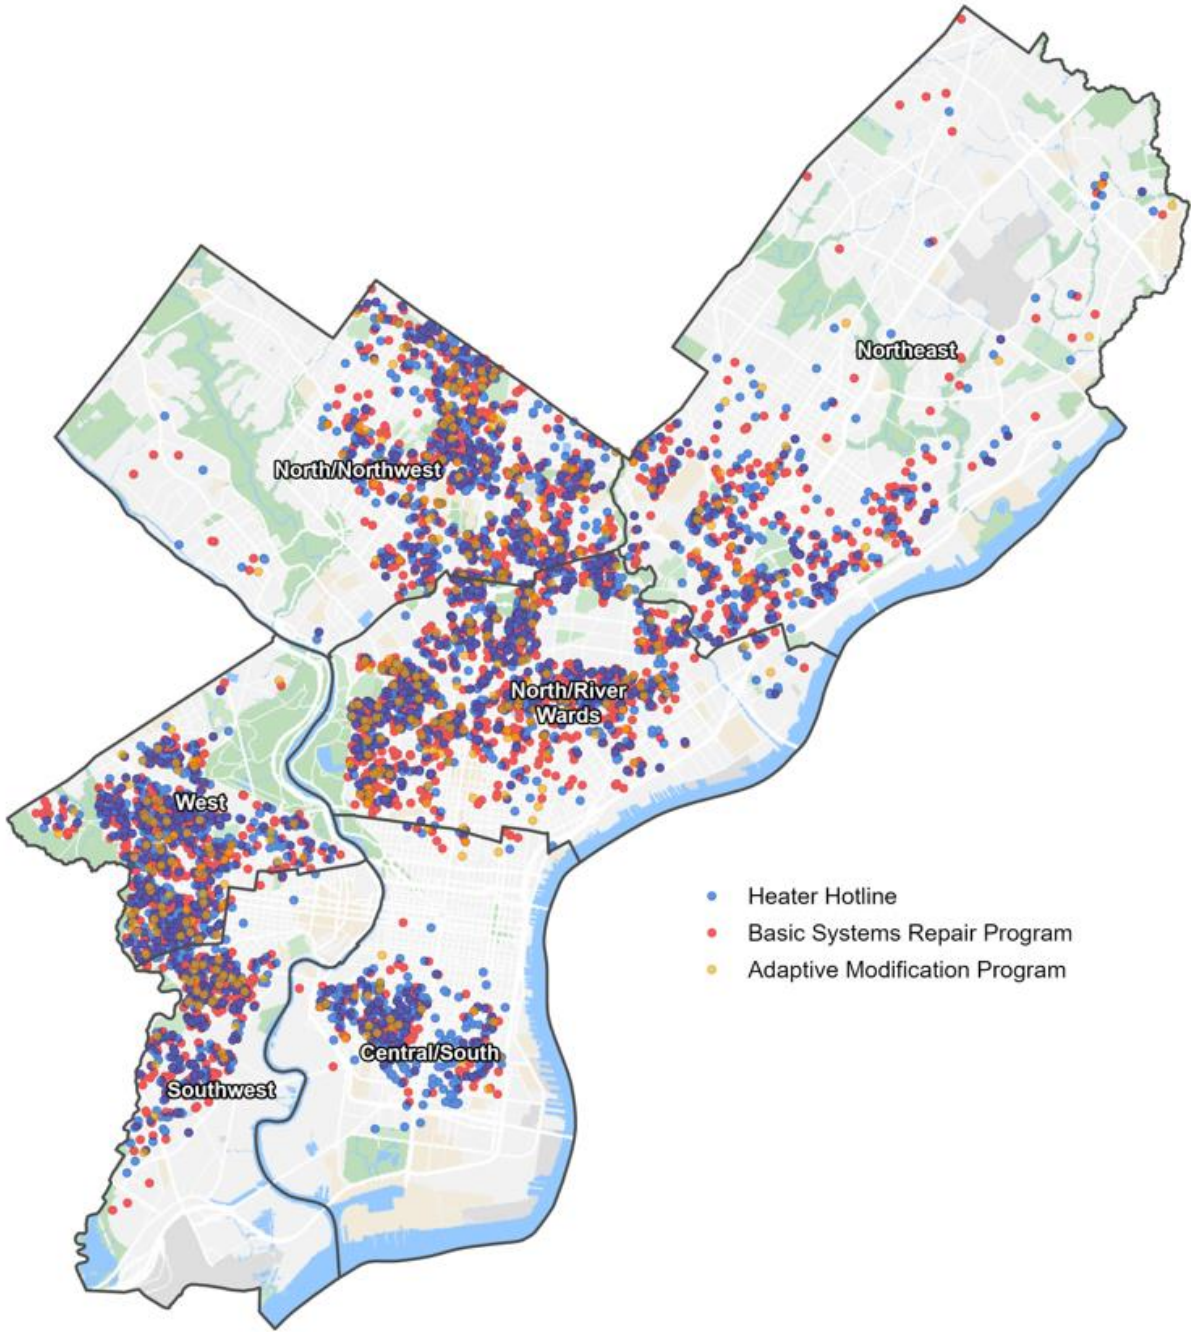 Northeast
North/Northwest
North/River
Wards
West
Heater Hotline
Basic Systems Repair Program
Adaptive Modification Program
Central/South
Southwest